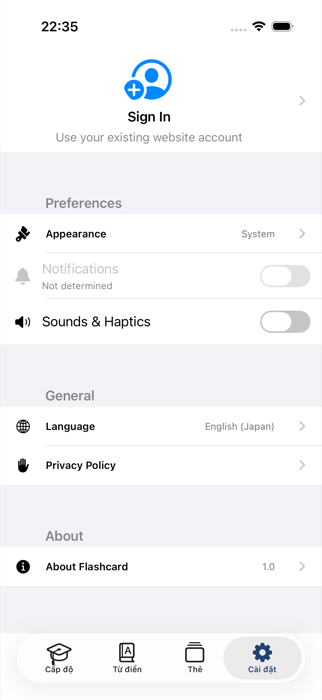 22:35
Sign In
Use your existing website account
Preferences
Appearance System
Notifications
Not determined
Sounds & Haptics
General
Language English (Japan)
Privacy Policy
About
About Flashcard 1.0
A
Cấp độ Từ điển Thẻ Cài đặt